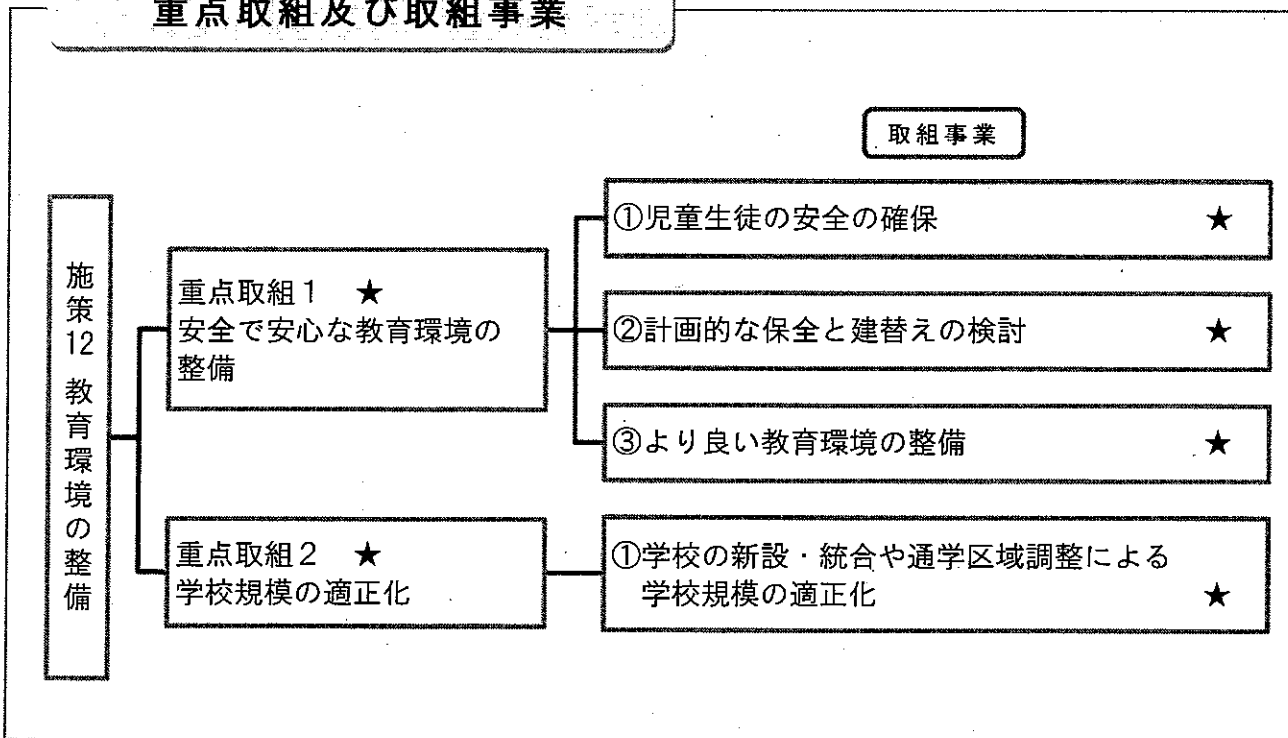 重点取組及び取組事業
取組事業
施策12 教育環境の整備
重点取組1 ★
安全で安心な教育環境の
整備
①児童生徒の安全の確保 ★
②計画的な保全と建替えの検討 ★
③より良い教育環境の整備 ★
重点取組2 ★
学校規模の適正化
①学校の新設・統合や通学区域調整による
学校規模の適正化 ★